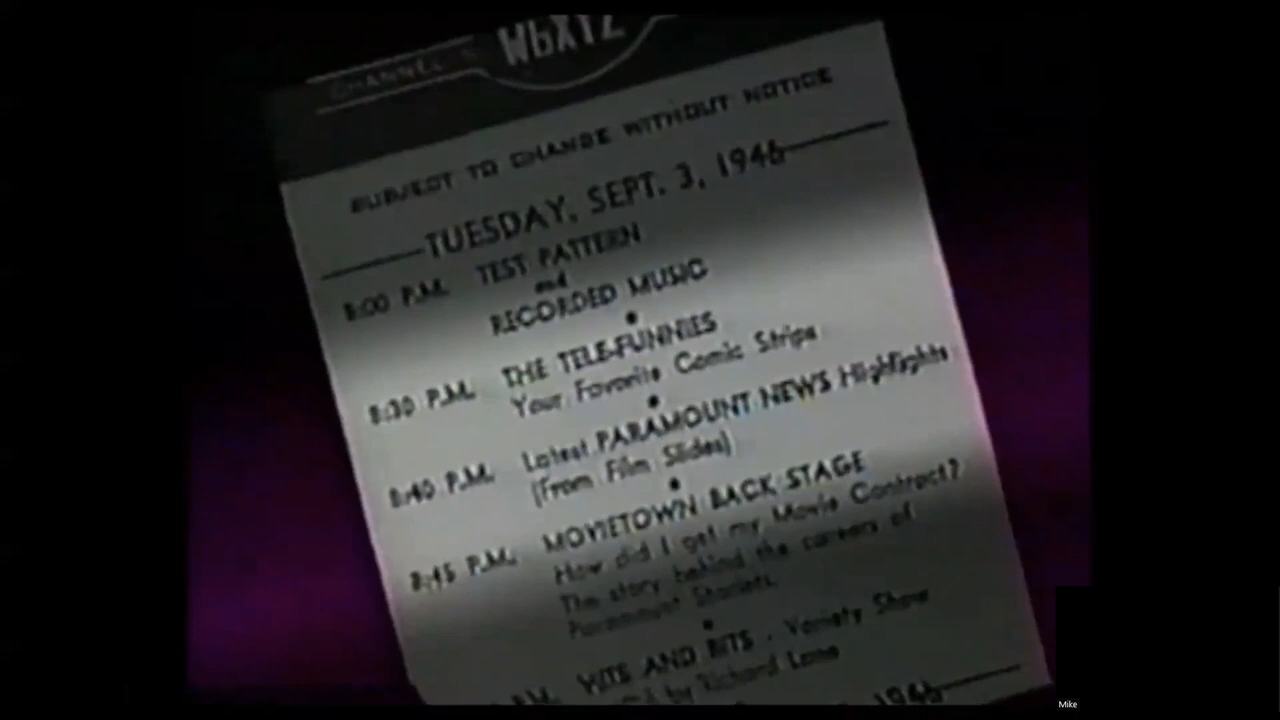 CHANNEL 5
W6XYZ
SUBJECT TO CHANGE WITHOUT NOTICE
TUESDAY, SEPT. 3, 1946
8:00 P.M. TEST PATTERN
and
RECORDED MUSIC
8:30 P.M. THE TELE-FUNNIES
Your Favorite Comic Strips
8:40 P.M. Latest PARAMOUNT NEWS Highlights
(From Film Slides)
8:45 P.M. MOVIETOWN BACK STAGE
How did I get my Movie Contract?
The story behind the careers of
Paramount Starlets.
P.M. HITS AND BITS . Variety Show
by Richard Lane
1946
Mike